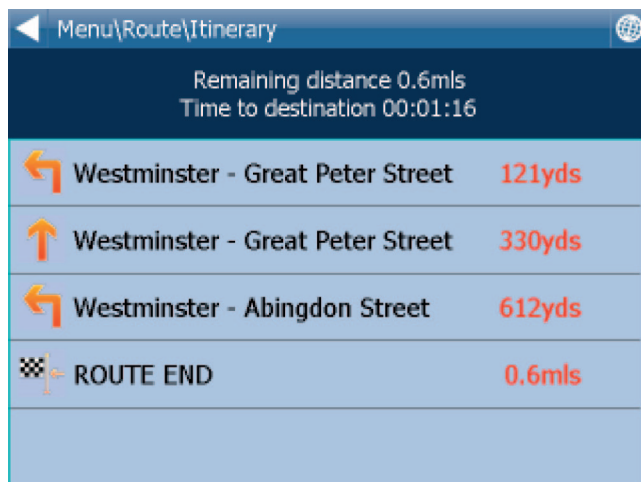 Menu\Route\Itinerary
Remaining distance 0.6mls
Time to destination 00:01:16
Westminster - Great Peter Street 121yds
Westminster - Great Peter Street 330yds
Westminster - Abingdon Street 612yds
ROUTE END 0.6mls